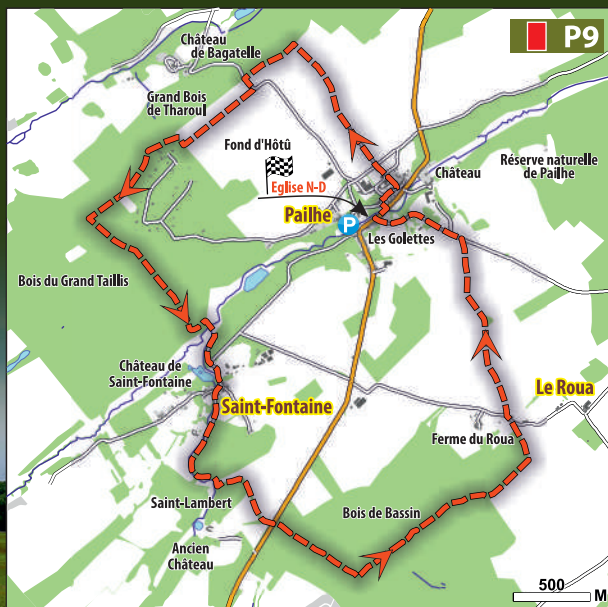 P9
Château
de Bagatelle
Grand Bois
de Tharoul
Fond d'Hôtû
Eglise N-D
Château
Réserve naturelle
de Pailhe
Pailhe
P
Les Golettes
Bois du Grand Taillis
Château de
Saint-Fontaine
Saint-Fontaine
Le Roua
Ferme du Roua
Saint-Lambert
Bois de Bassin
Ancien
Château
500
M